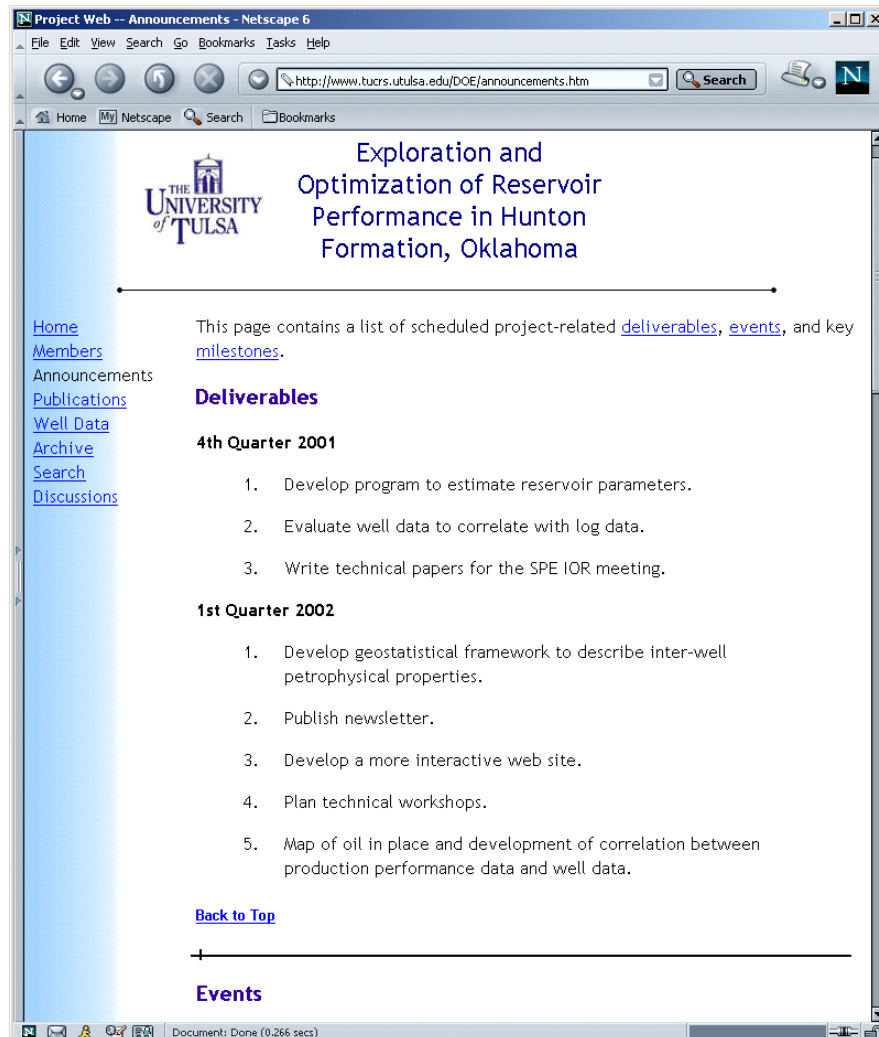 Project Web -- Announcements - Netscape 6
File Edit View Search Go Bookmarks Tasks Help
http://www.tucrs.utulsa.edu/DOE/announcements.htm Search N
Home My Netscape Search Bookmarks
THE
UNIVERSITY
of TULSA
Exploration and
Optimization of Reservoir
Performance in Hunton
Formation, Oklahoma
Home
Members
Announcements
Publications
Well Data
Archive
Search
Discussions
This page contains a list of scheduled project-related deliverables, events, and key
milestones.
Deliverables
4th Quarter 2001
1. Develop program to estimate reservoir parameters.
2. Evaluate well data to correlate with log data.
3. Write technical papers for the SPE IOR meeting.
1st Quarter 2002
1. Develop geostatistical framework to describe inter-well
petrophysical properties.
2. Publish newsletter.
3. Develop a more interactive web site.
4. Plan technical workshops.
5. Map of oil in place and development of correlation between
production performance data and well data.
Back to Top
Events
Document: Done (0.266 secs)